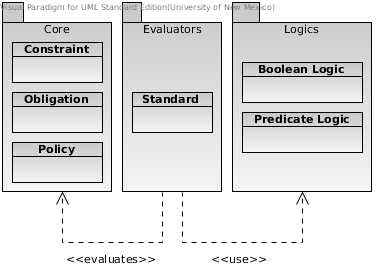 Visual Paradigm for UML Standard Edition(University of New Mexico)
Core
Constraint
Obligation
Policy
Evaluators
Standard
Logics
Boolean Logic
Predicate Logic
<<evaluates>>
<<use>>